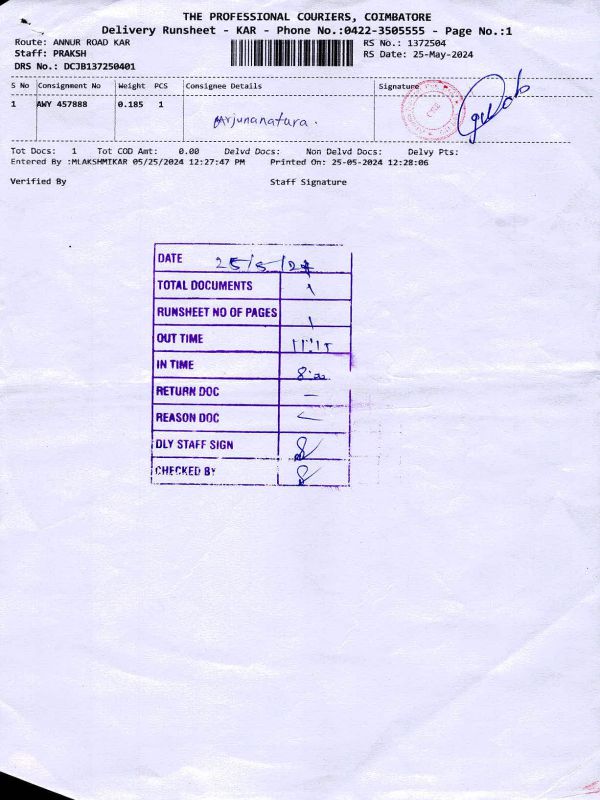 THE PROFESSIONAL COURIERS, COIMBATORE
Delivery Runsheet - KAR - Phone No.:0422-3505555 - Page No.:1
Route: ANNUR ROAD KAR RS No.: 1372504
Staff: PRAKSH RS Date: 25-May-2024
DRS No.: DCJB137250401
S No Consignment No Weight PCS Consignee Details Signature
1 AWY 457888 0.185 1 Arjunanatura.
Tot Docs: 1 Tot COD Amt: 0.00 Delvd Docs: Non Delvd Docs: Delvy Pts:
Entered By :MLAKSHMIKAR 05/25/2024 12:27:47 PM Printed On: 25-05-2024 12:28:06
Verified By Staff Signature
DATE 25/5/24
TOTAL DOCUMENTS 1
RUNSHEET NO OF PAGES 1
OUT TIME
IN TIME 8:00
RETURN DOC –
REASON DOC
DLY STAFF SIGN
CHECKED BY